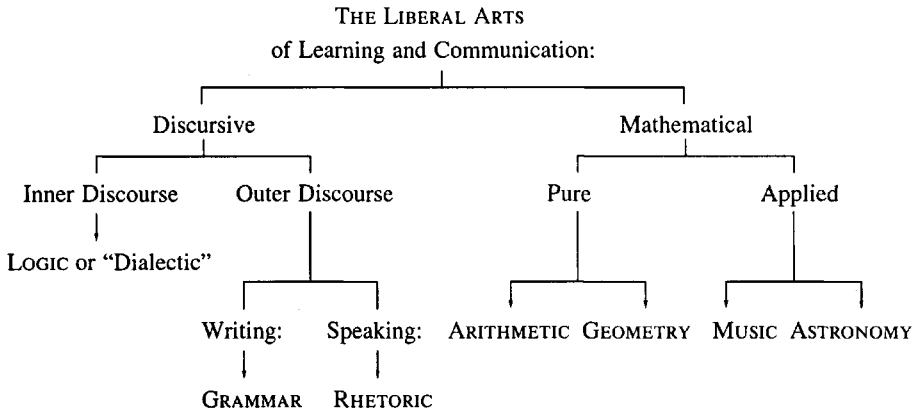 THE LIBERAL ARTS
of Learning and Communication:
Discursive Mathematical
Inner Discourse Outer Discourse Pure Applied
LOGIC or “Dialectic”
Writing: Speaking: ARITHMETIC GEOMETRY MUSIC ASTRONOMY
GRAMMAR RHETORIC